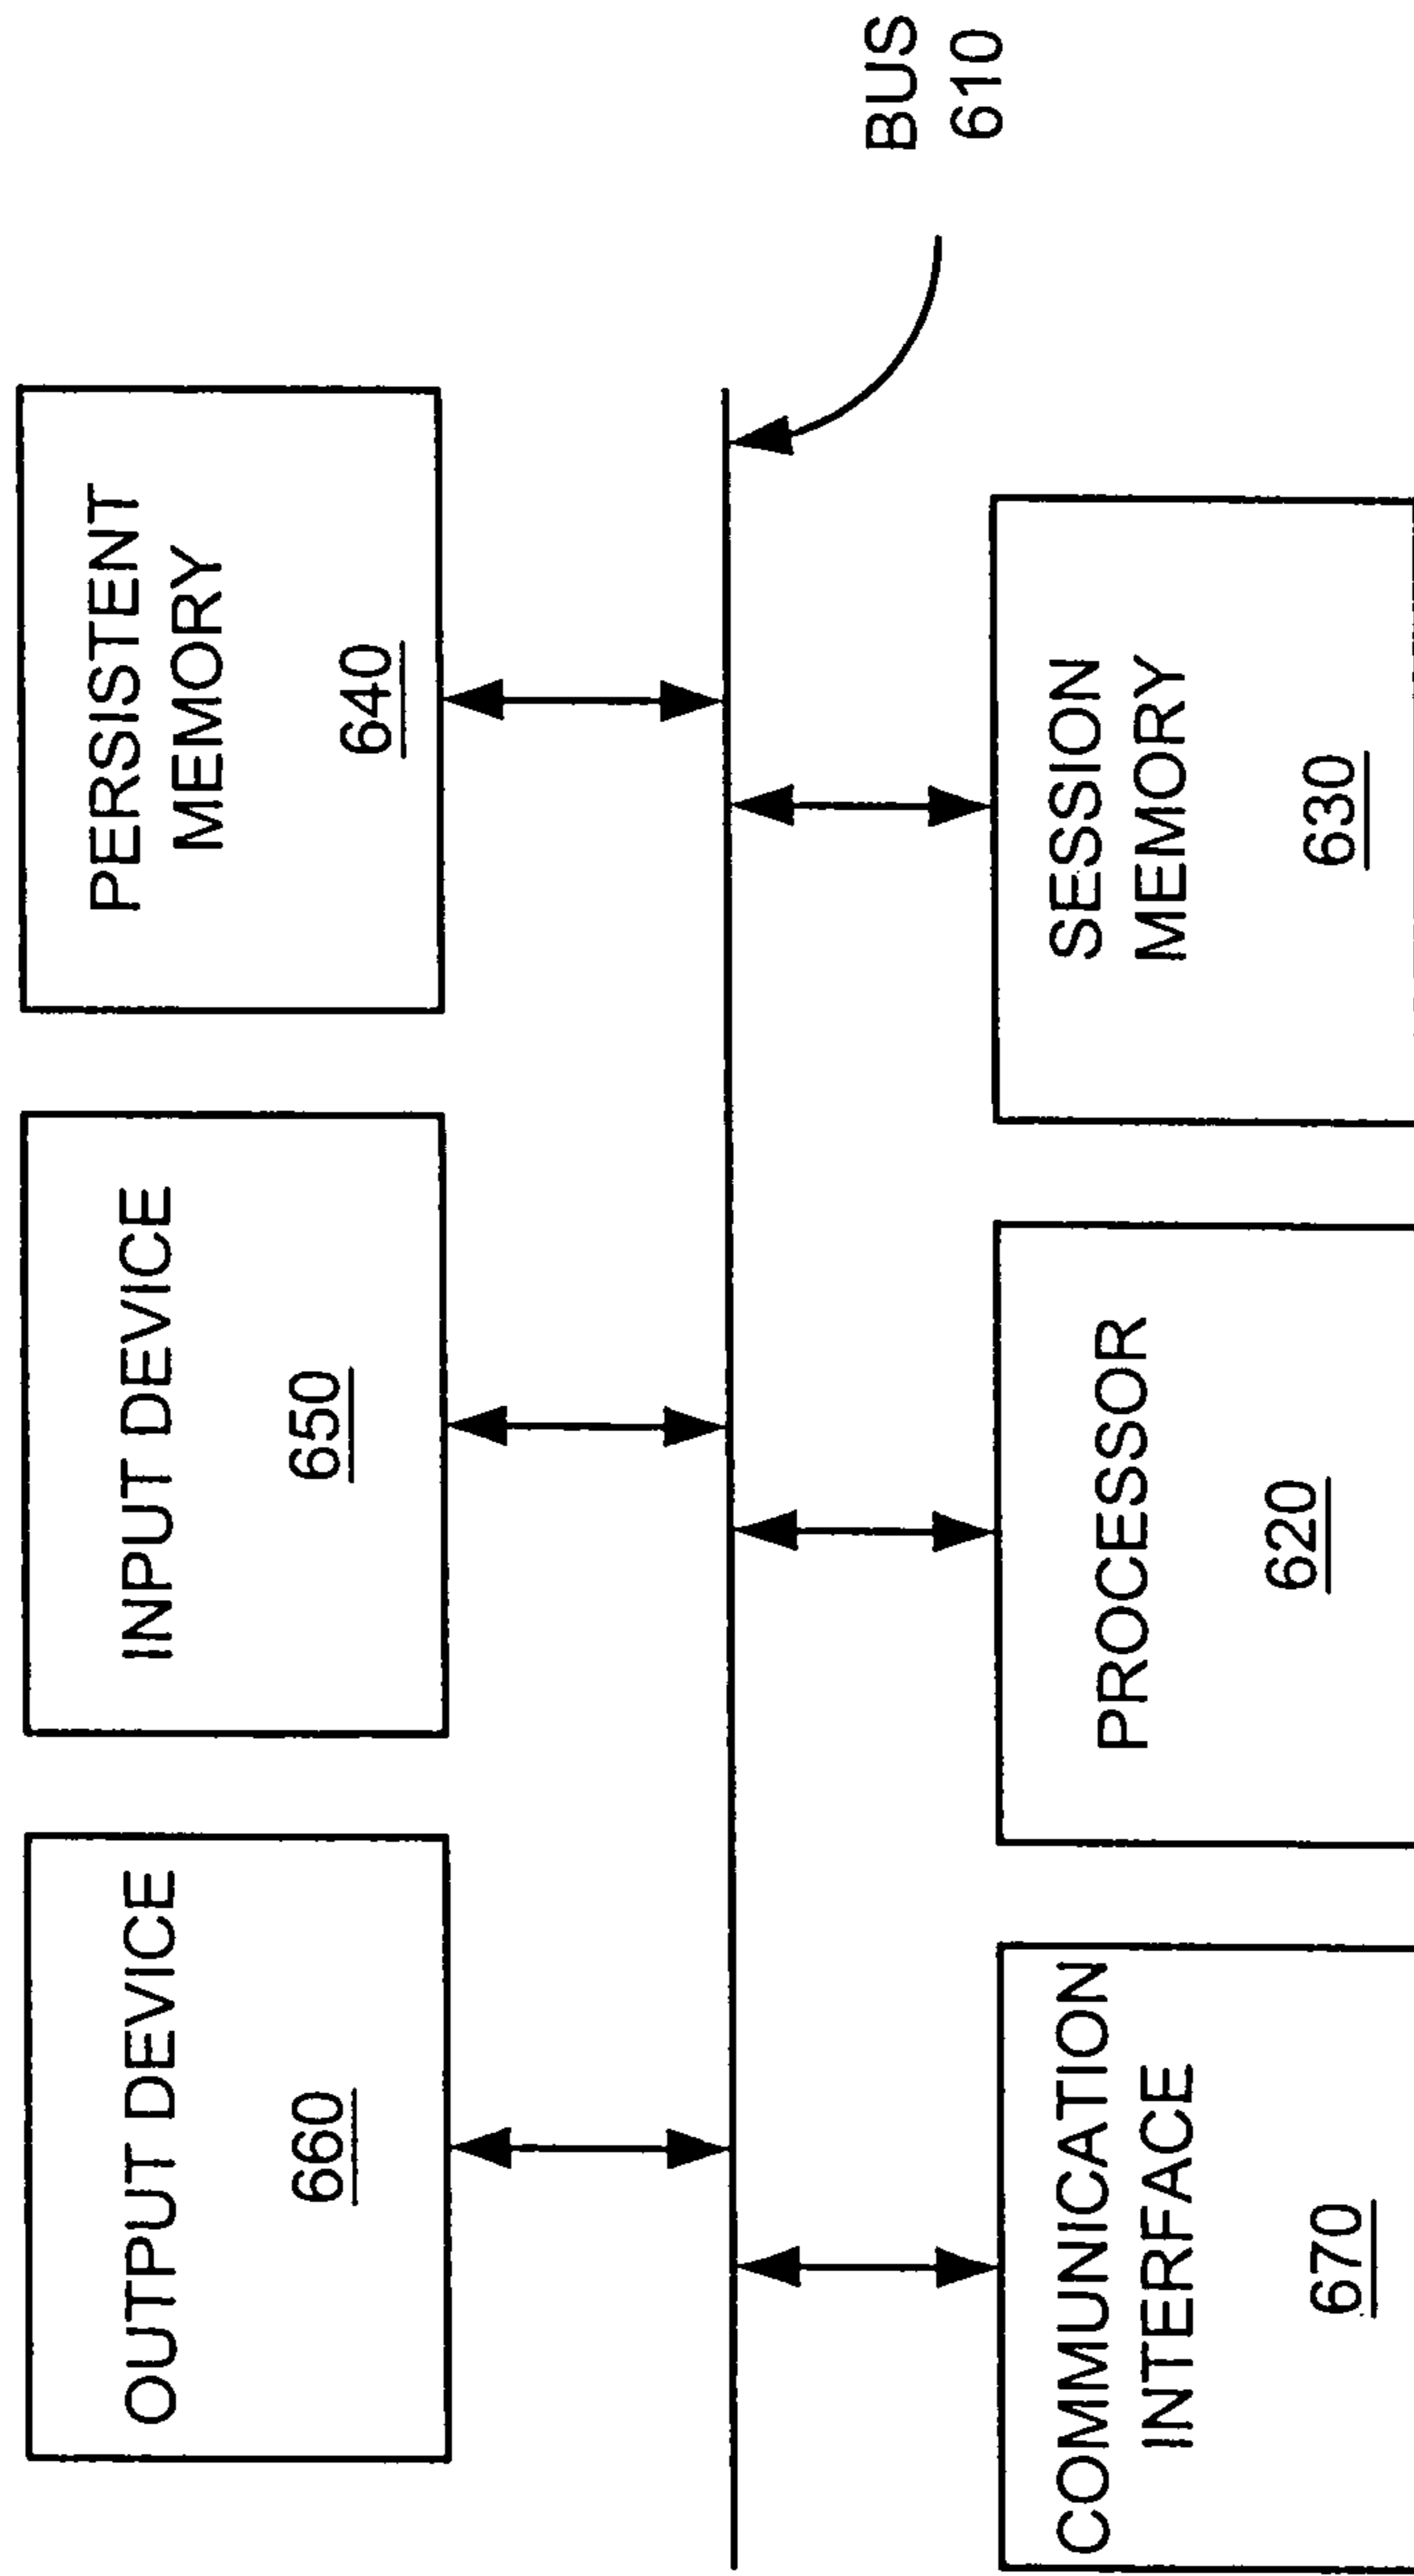 OUTPUT DEVICE
660
INPUT DEVICE
650
PERSISTENT
MEMORY
640
BUS
610
COMMUNICATION
INTERFACE
670
PROCESSOR
620
SESSION
MEMORY
630